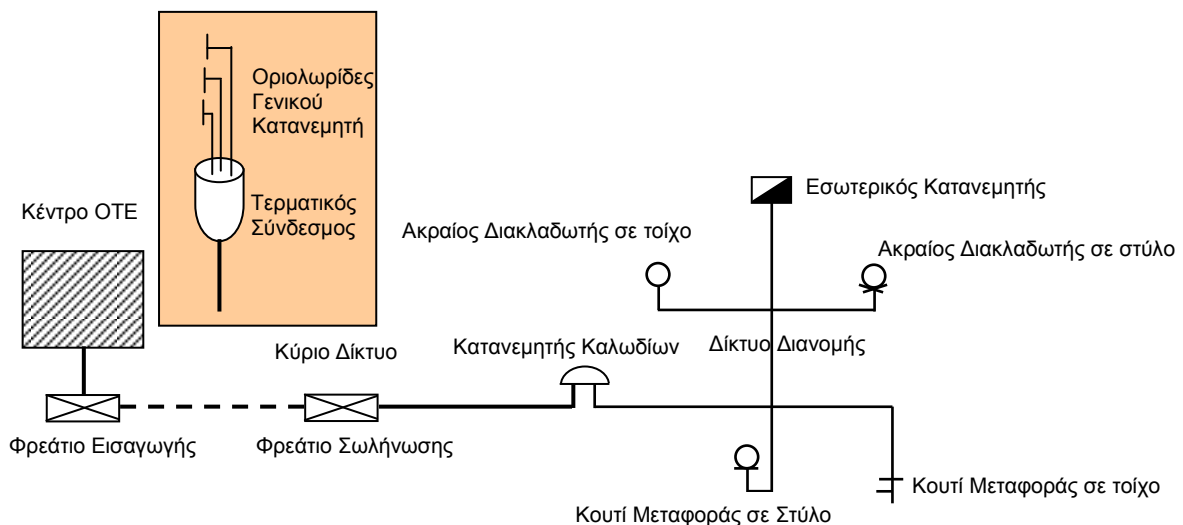 Οριολωρίδες
Γενικού
Κατανεμητή
Τερματικός
Σύνδεσμος
Κέντρο ΟΤΕ
Εσωτερικός Κατανεμητής
Ακραίος Διακλαδωτής σε τοίχο
Ακραίος Διακλαδωτής σε στύλο
Κύριο Δίκτυο
Κατανεμητής Καλωδίων
Δίκτυο Διανομής
Φρεάτιο Εισαγωγής
Φρεάτιο Σωλήνωσης
Κουτί Μεταφοράς σε τοίχο
Κουτί Μεταφοράς σε Στύλο